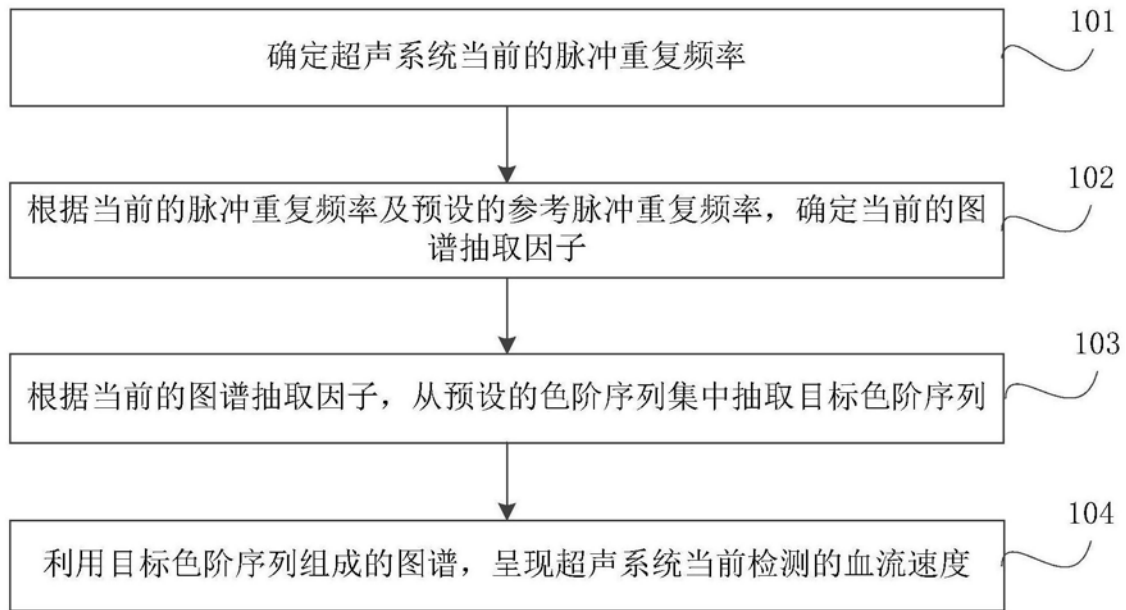 101
确定超声系统当前的脉冲重复频率
102
根据当前的脉冲重复频率及预设的参考脉冲重复频率，确定当前的图
谱抽取因子
103
根据当前的图谱抽取因子，从预设的色阶序列集中抽取目标色阶序列
104
利用目标色阶序列组成的图谱，呈现超声系统当前检测的血流速度